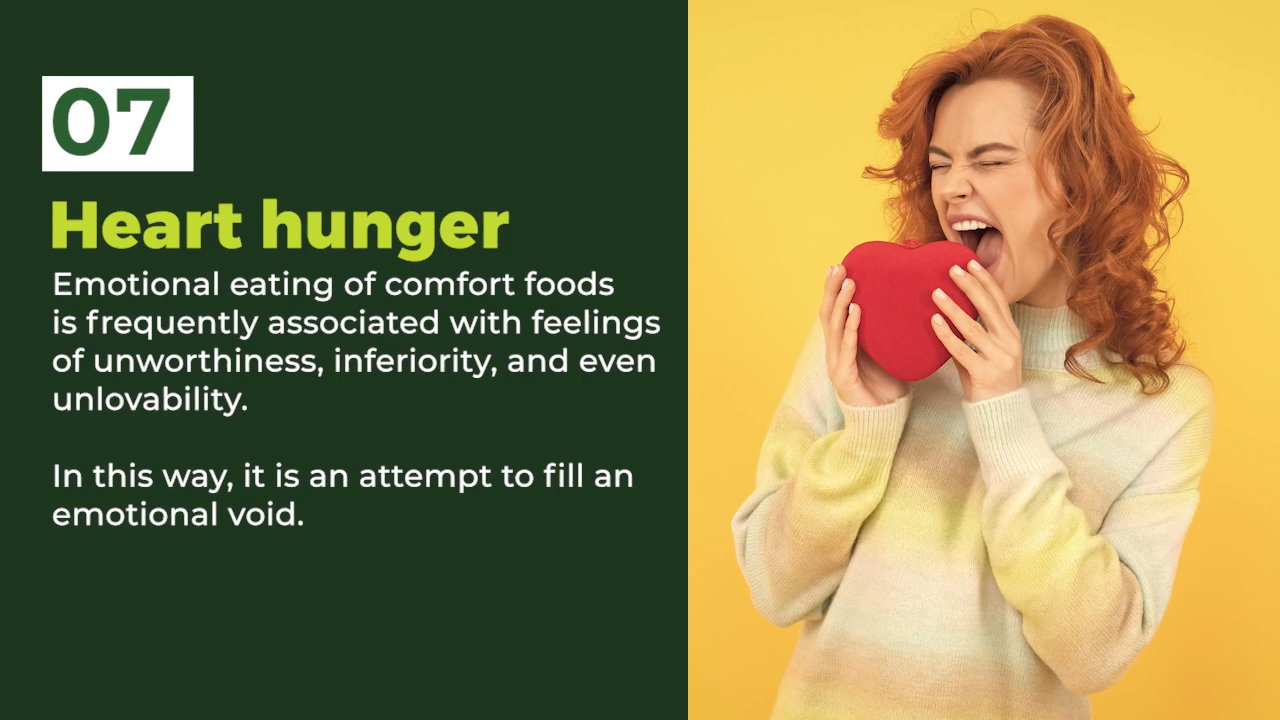 07
Heart hunger
Emotional eating of comfort foods
is frequently associated with feelings
of unworthiness, inferiority, and even
unlovability.
In this way, it is an attempt to fill an
emotional void.